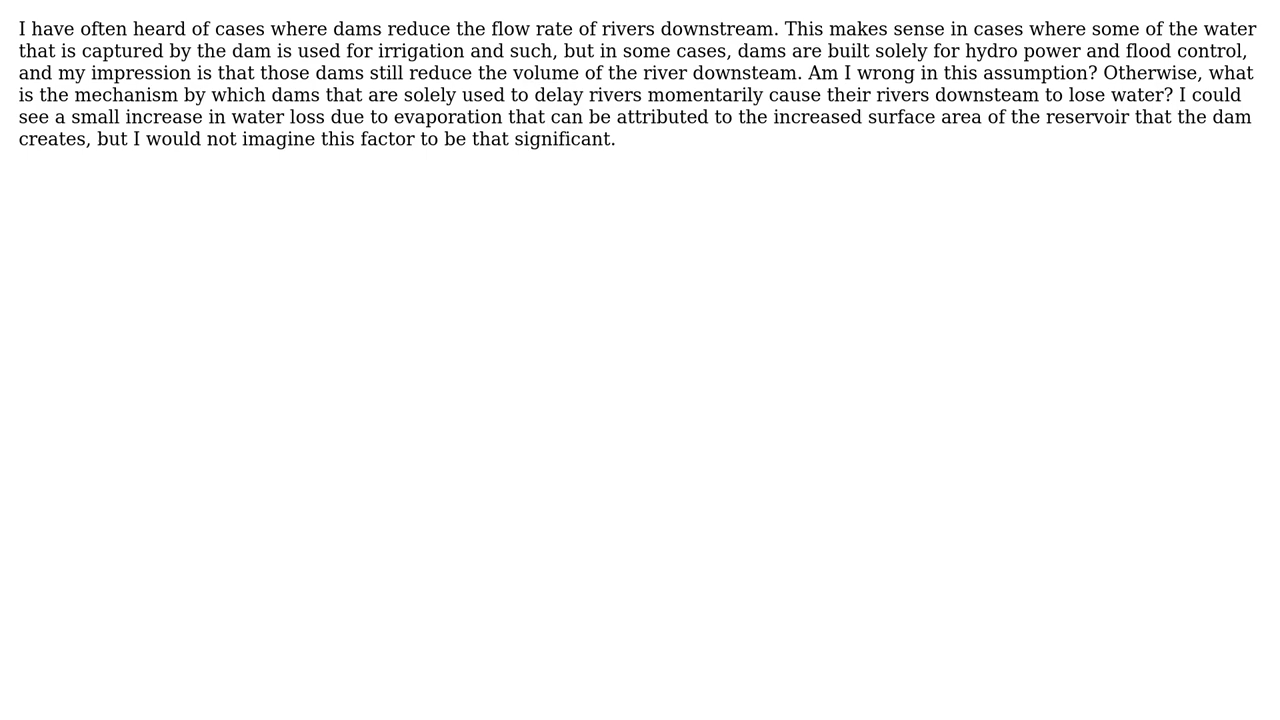 I have often heard of cases where dams reduce the flow rate of rivers downstream. This makes sense in cases where some of the water
that is captured by the dam is used for irrigation and such, but in some cases, dams are built solely for hydro power and flood control,
and my impression is that those dams still reduce the volume of the river downsteam. Am I wrong in this assumption? Otherwise, what
is the mechanism by which dams that are solely used to delay rivers momentarily cause their rivers downsteam to lose water? I could
see a small increase in water loss due to evaporation that can be attributed to the increased surface area of the reservoir that the dam
creates, but I would not imagine this factor to be that significant.